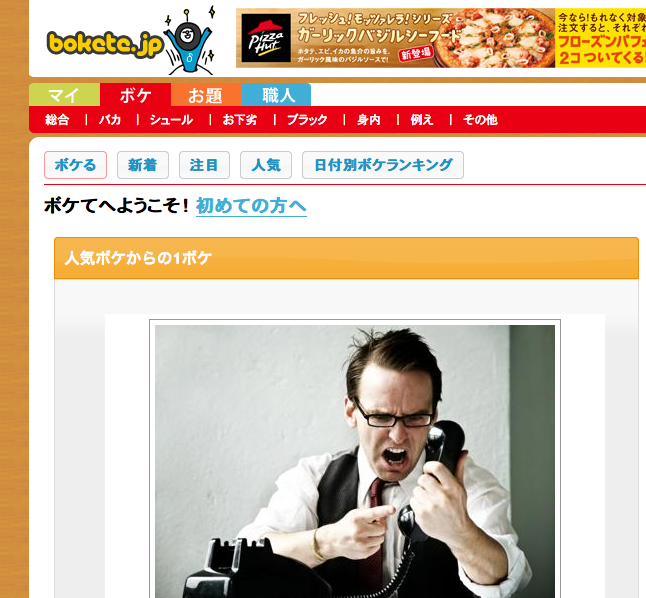 bokete.jp
Pizza Hut
フレッシュ！モッツァレラ！シリーズ
ガーリックバジルシーフード
ホタテ、エビ、イカの魚介の旨みを、
ガーリック風味のバジルソースで！
新登場
今なら！もれなく対象
注文すると、それぞれ
フローズンパフェ
2コついてくる
マイ ボケ お題 職人
総合 | バカ | シュール | お下劣 | ブラック | 身内 | 例え | その他
ボケる 新着 注目 人気 日付別ボケランキング
ボケてへようこそ！ 初めての方へ
人気ボケからの1ボケ